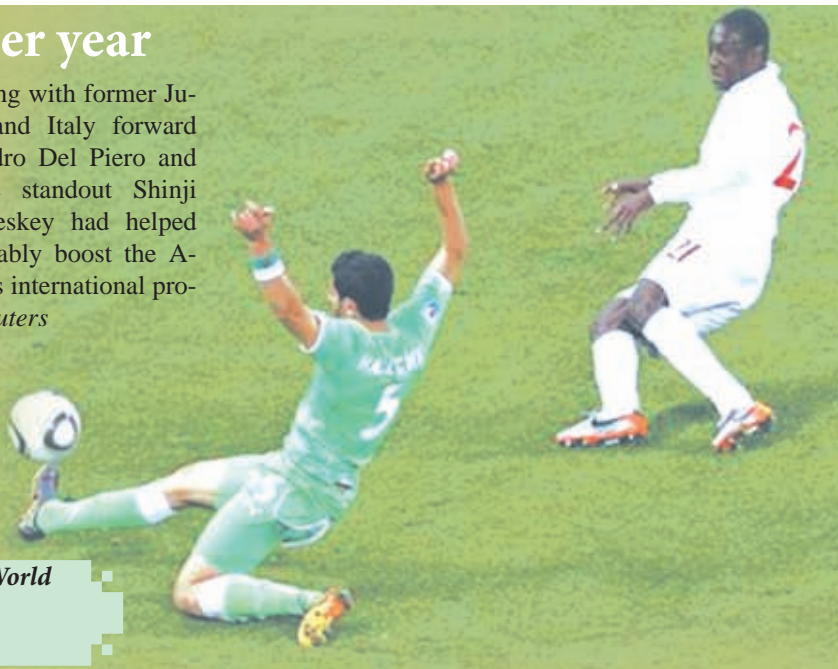 er year
ng with former Ju-
and Italy forward
dro Del Piero and
standout Shinji
eskey had helped
ably boost the A-
s international pro-
uters
5
21
World